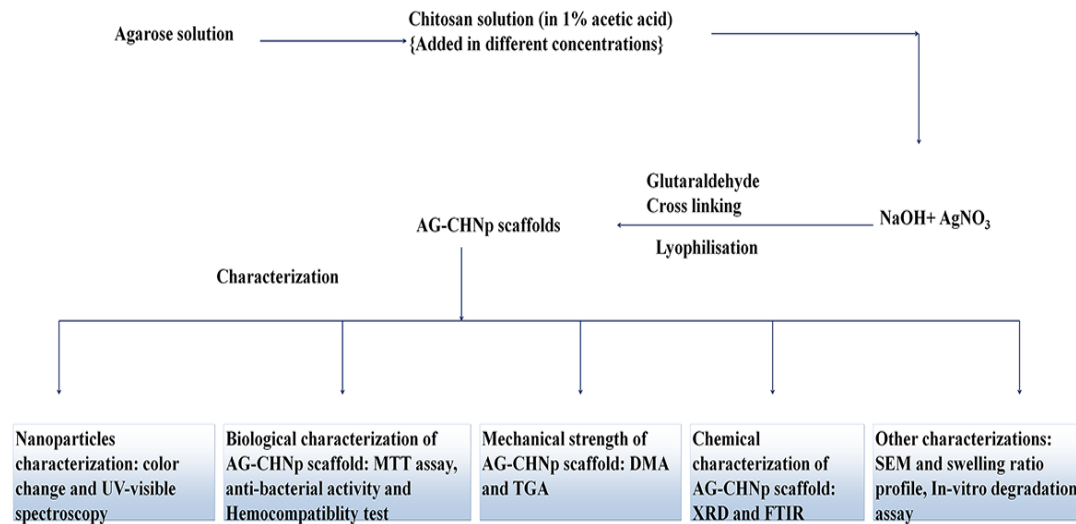 Agarose solution
Chitosan solution (in 1% acetic acid)
{Added in different concentrations}
Glutaraldehyde
Cross linking
NaOH+ AgNO₃
AG-CHNp scaffolds
Lyophilisation
Characterization
Nanoparticles
characterization: color
change and UV-visible
spectroscopy
Biological characterization of
AG-CHNp scaffold: MTT assay,
anti-bacterial activity and
Hemocompatiblity test
Mechanical strength of
AG-CHNp scaffold: DMA
and TGA
Chemical
characterization of
AG-CHNp scaffold:
XRD and FTIR
Other characterizations:
SEM and swelling ratio
profile, In-vitro degradation
assay